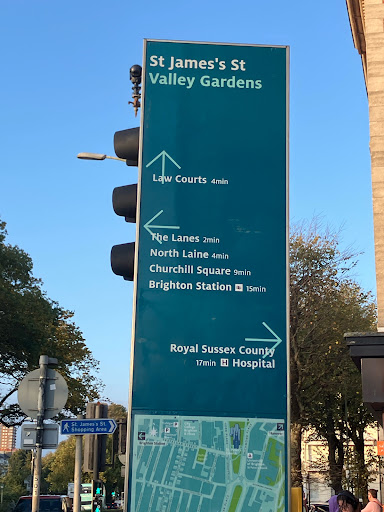 St James's St
Valley Gardens
Law Courts 4min
The Lanes 2min
North Laine 4min
Churchill Square 9min
Brighton Station 15min
Royal Sussex County
17min H Hospital
St. James's St.
Shopping Area